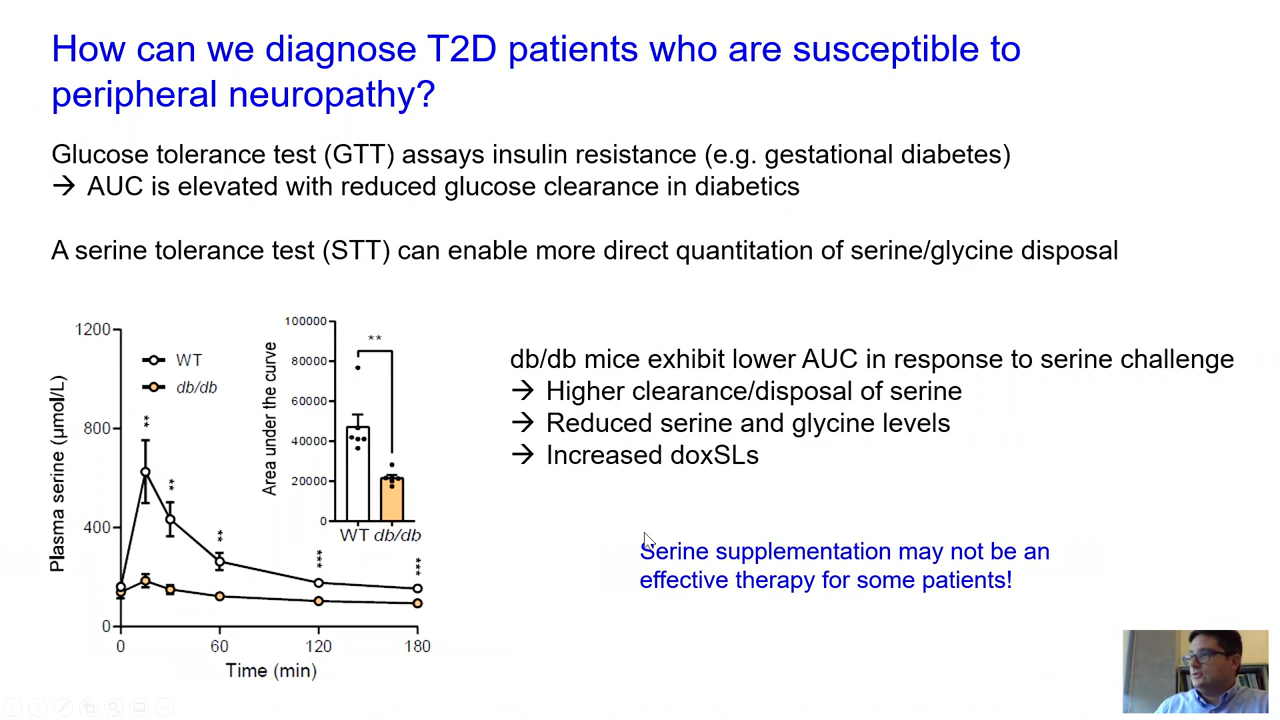 How can we diagnose T2D patients who are susceptible to
peripheral neuropathy?
Glucose tolerance test (GTT) assays insulin resistance (e.g. gestational diabetes)
→ AUC is elevated with reduced glucose clearance in diabetics
A serine tolerance test (STT) can enable more direct quantitation of serine/glycine disposal
1200
800
400
0
Plasma serine (µmol/L)
WT
db/db
**
**
**
***
***
0 60 120 180
Time (min)
100000
80000
60000
40000
20000
0
Area under the curve
**
WT db/db
db/db mice exhibit lower AUC in response to serine challenge
→ Higher clearance/disposal of serine
→ Reduced serine and glycine levels
→ Increased doxSLs
Serine supplementation may not be an
effective therapy for some patients!